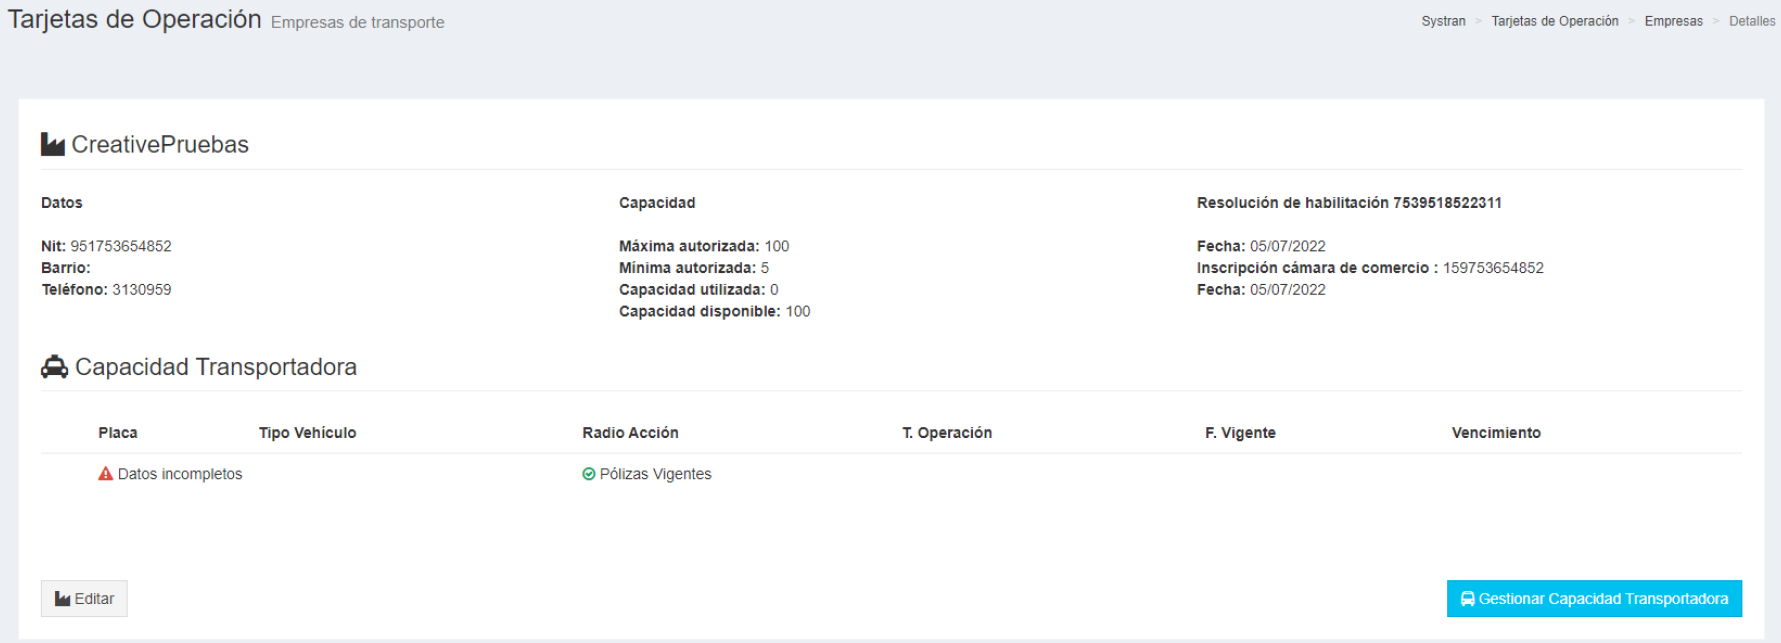 Tarjetas de Operación Empresas de transporte
Systran > Tarjetas de Operación > Empresas > Detalles
CreativePruebas
Datos
Nit: 951753654852
Barrio:
Teléfono: 3130959
Capacidad
Máxima autorizada: 100
Mínima autorizada: 5
Capacidad utilizada: 0
Capacidad disponible: 100
Resolución de habilitación 7539518522311
Fecha: 05/07/2022
Inscripción cámara de comercio : 159753654852
Fecha: 05/07/2022
Capacidad Transportadora
Placa Tipo Vehículo Radio Acción T. Operación F. Vigente Vencimiento
Datos incompletos Pólizas Vigentes
Editar
Gestionar Capacidad Transportadora